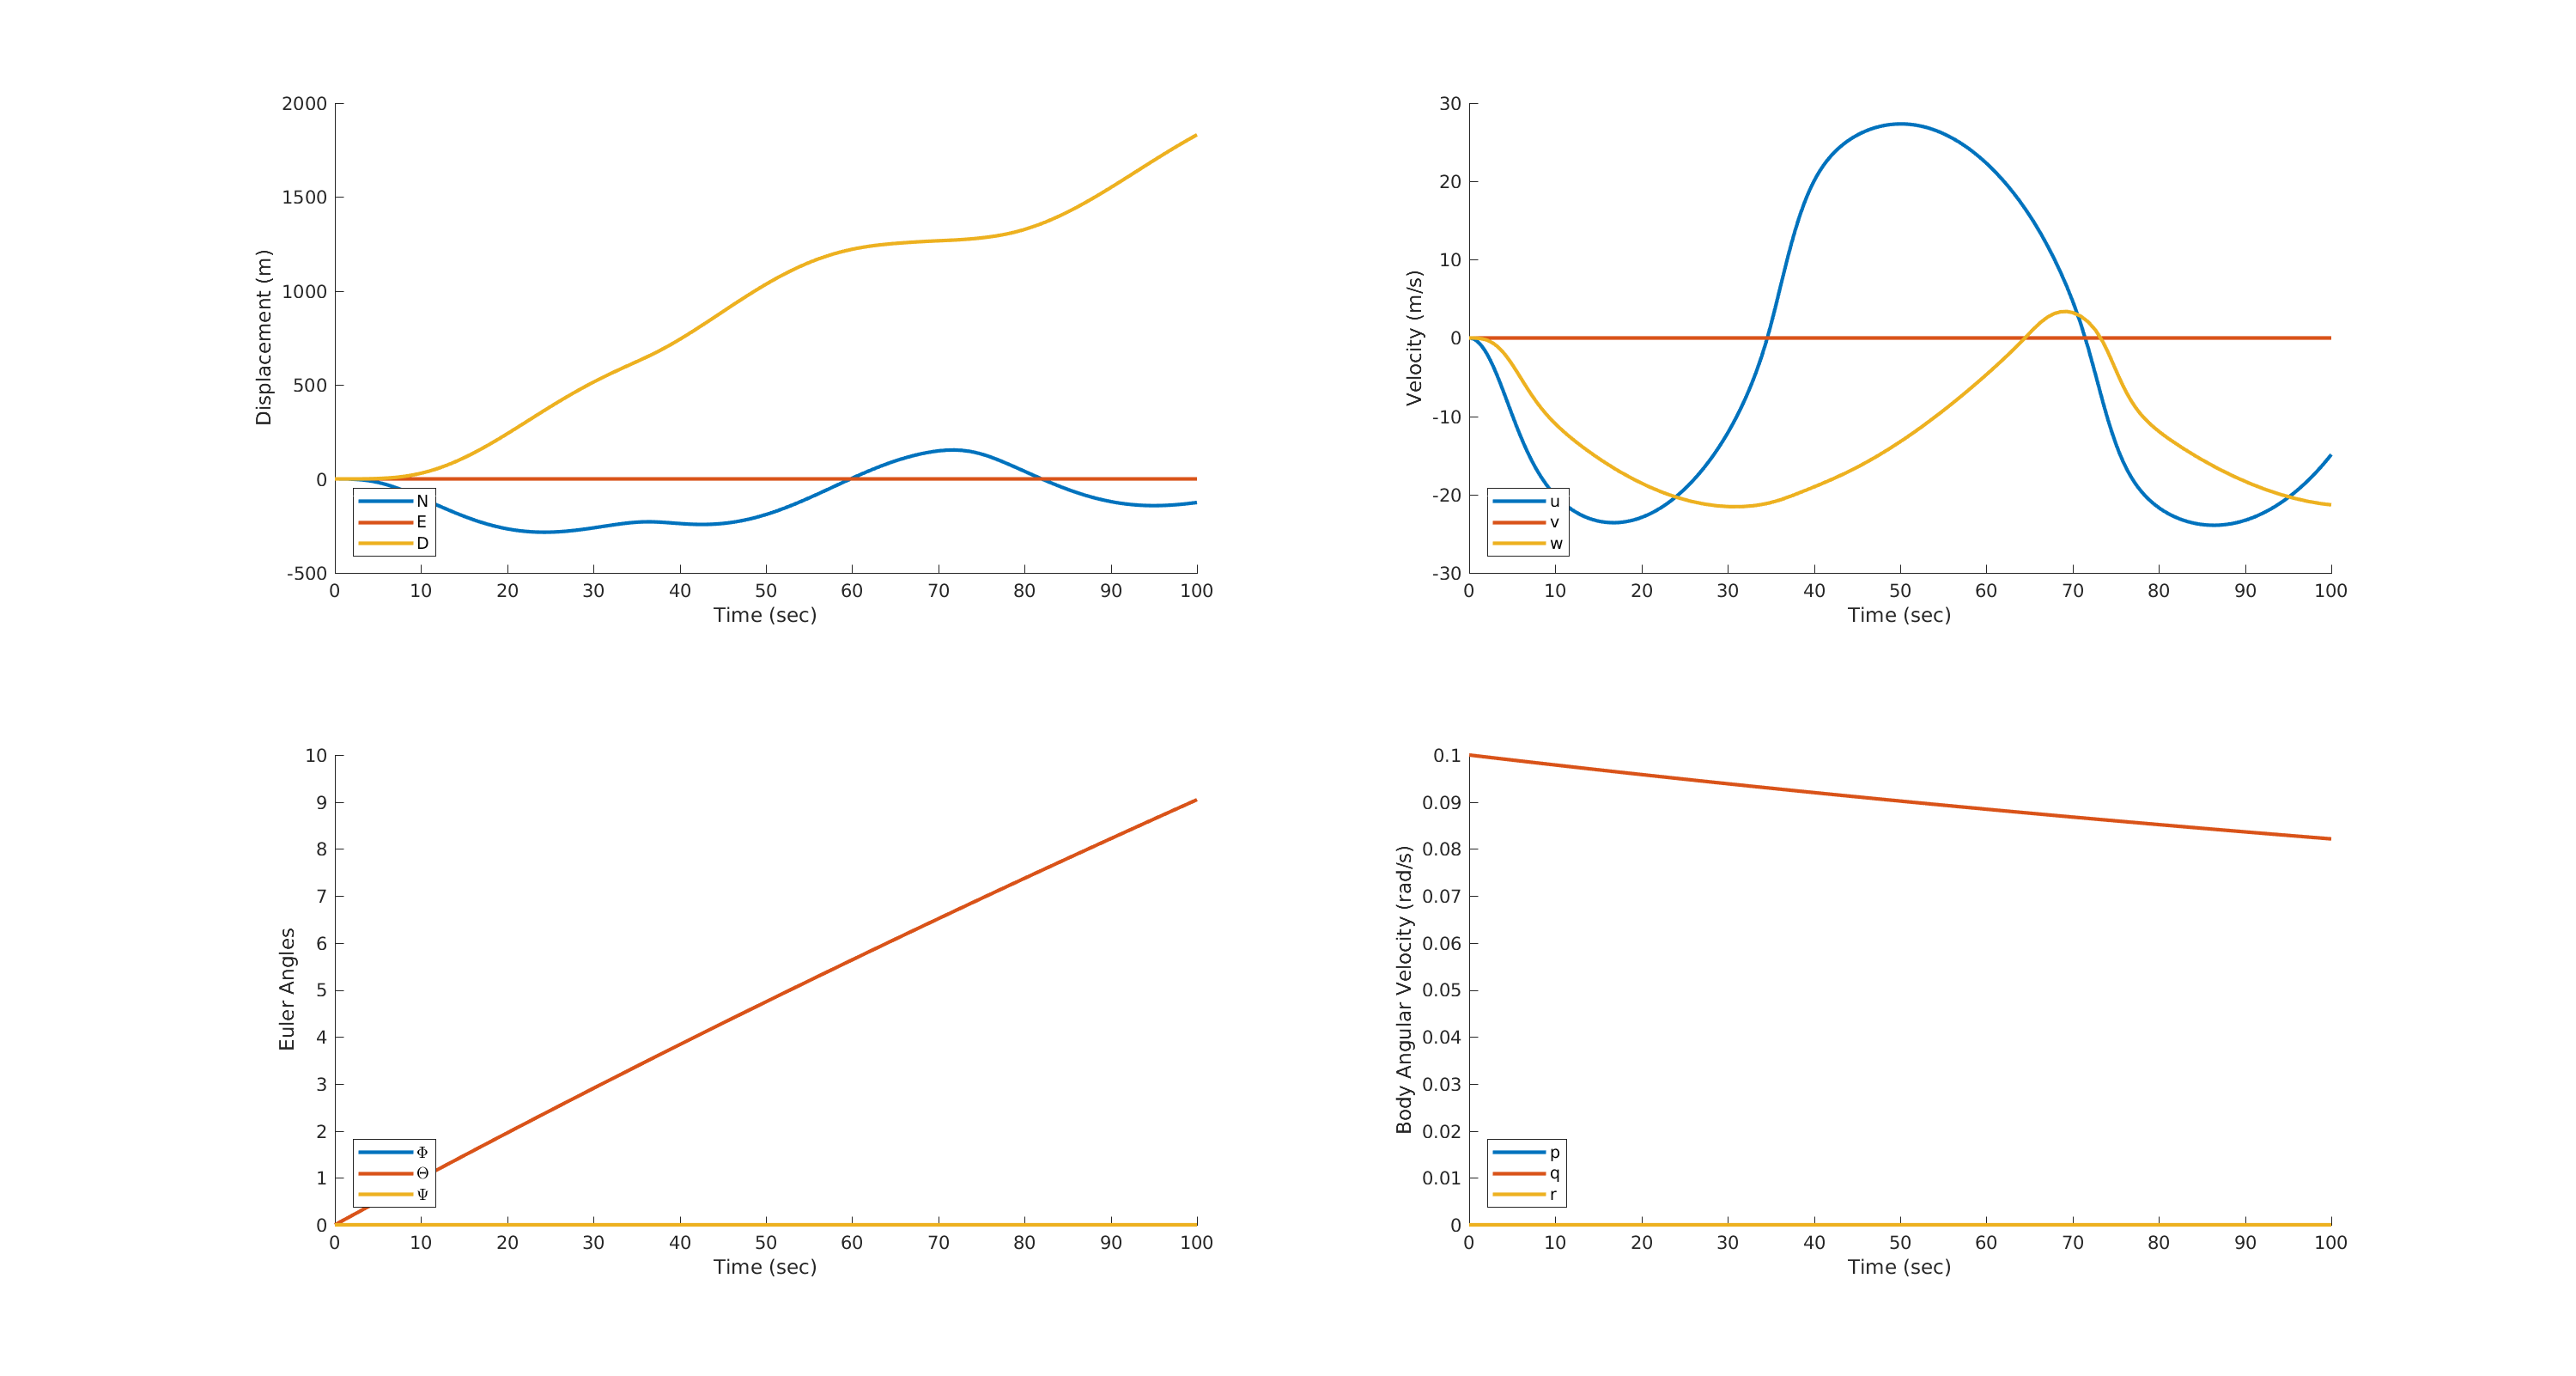 2000
1500
1000
500
0
-500
Displacement (m)
N
E
D
0 10 20 30 40 50 60 70 80 90 100
Time (sec)
30
20
10
0
-10
-20
-30
Velocity (m/s)
u
v
w
0 10 20 30 40 50 60 70 80 90 100
Time (sec)
10
9
8
7
6
5
4
3
2
1
0
Euler Angles
Φ
Θ
Ψ
0 10 20 30 40 50 60 70 80 90 100
Time (sec)
0.1
0.09
0.08
0.07
0.06
0.05
0.04
0.03
0.02
0.01
0
Body Angular Velocity (rad/s)
p
q
r
0 10 20 30 40 50 60 70 80 90 100
Time (sec)